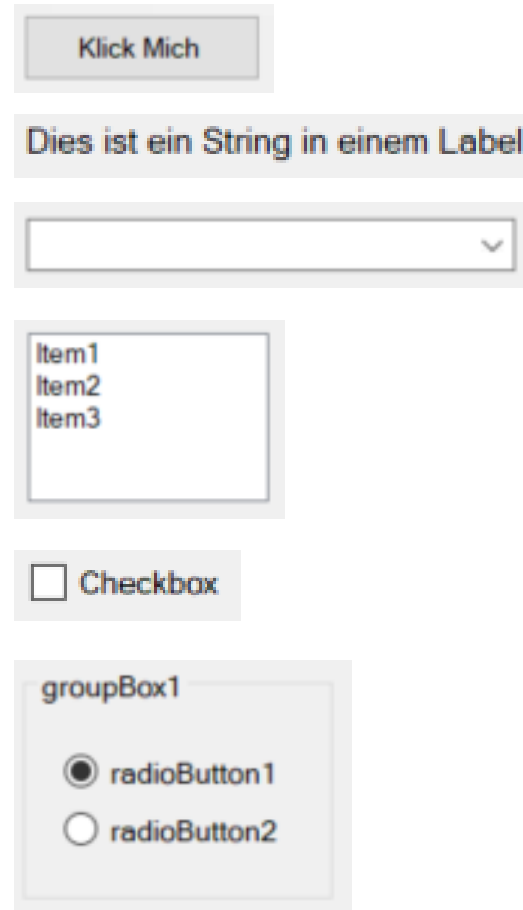 Klick Mich
Dies ist ein String in einem Label
Item1
Item2
Item3
Checkbox
groupBox1
radioButton1
radioButton2